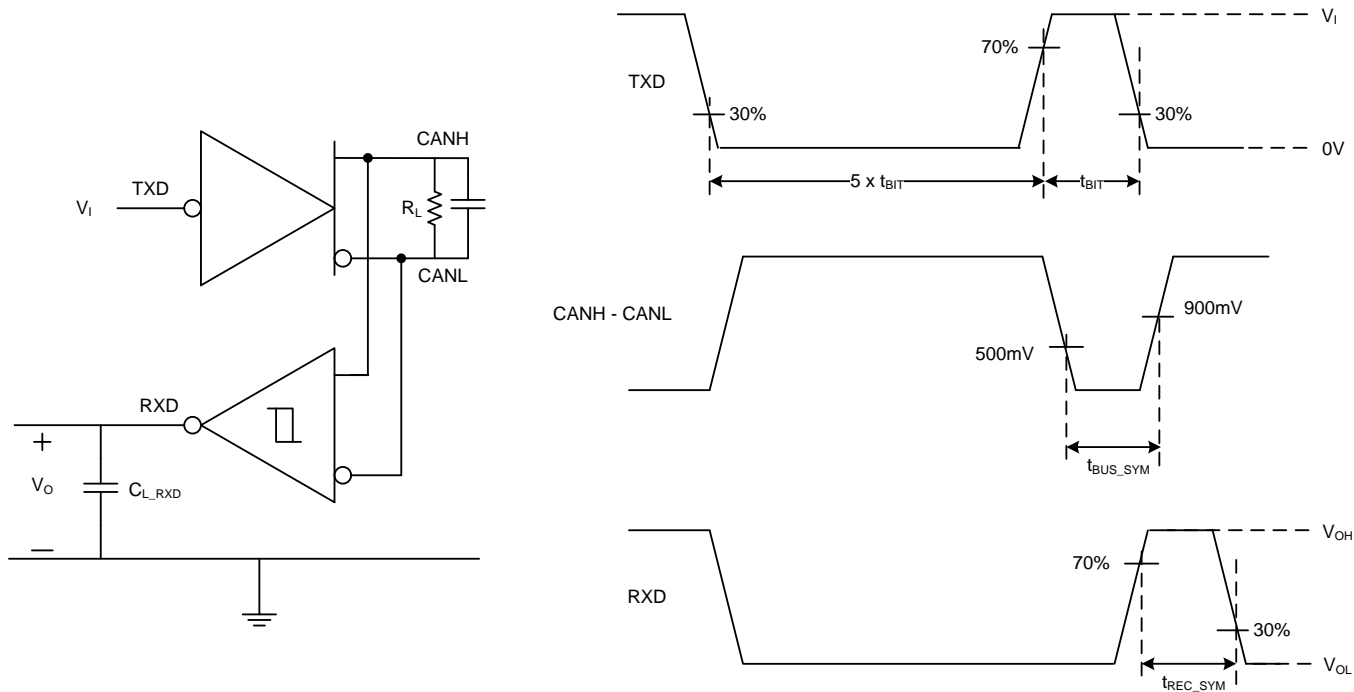 CANH
TXD
V_I
R_L
CANL
RXD
+
V_O
C_L_RXD
—
V_I
70%
TXD
30%
30%
0V
5 x t_BIT
t_BIT
CANH - CANL
900mV
500mV
t_BUS_SYM
V_OH
70%
RXD
30%
V_OL
t_REC_SYM